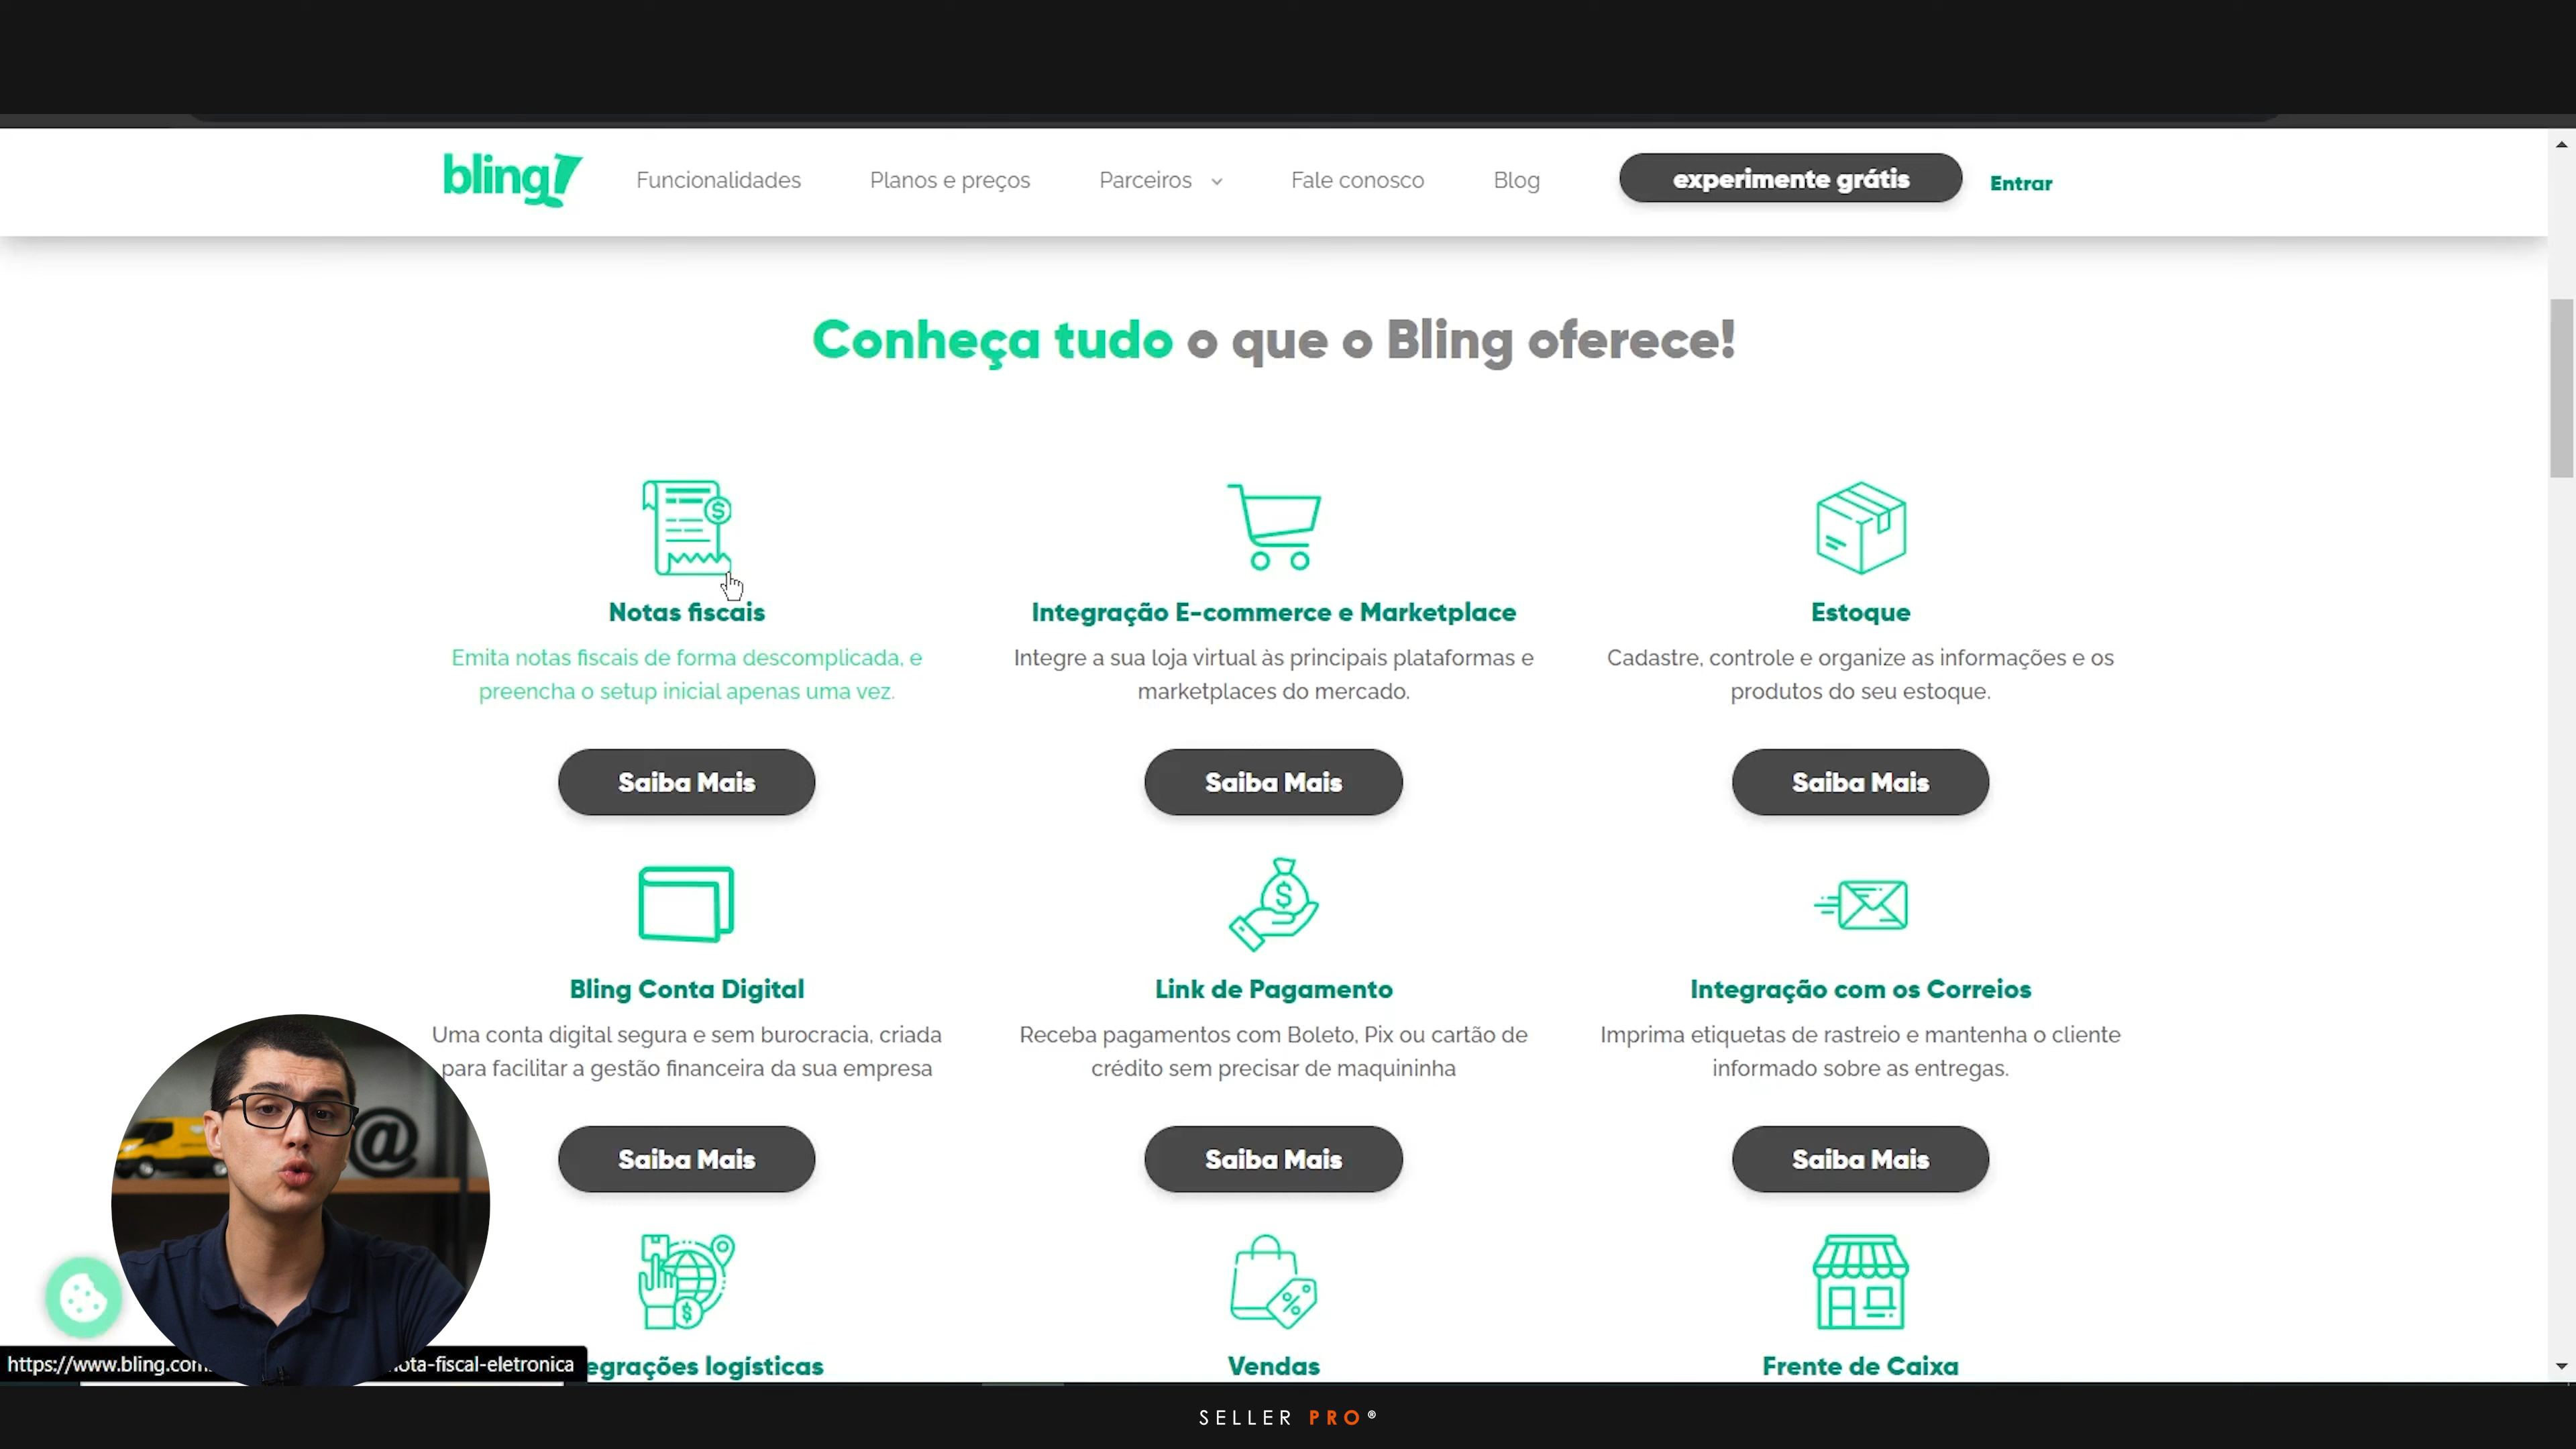 bling!
Funcionalidades
Planos e preços
Parceiros
Fale conosco
Blog
experimente grátis
Entrar
Conheça tudo o que o Bling oferece!
Notas fiscais
Emita notas fiscais de forma descomplicada, e
preencha o setup inicial apenas uma vez.
Saiba Mais
Integração E-commerce e Marketplace
Integre a sua loja virtual às principais plataformas e
marketplaces do mercado.
Saiba Mais
Estoque
Cadastre, controle e organize as informações e os
produtos do seu estoque.
Saiba Mais
Bling Conta Digital
Uma conta digital segura e sem burocracia, criada
para facilitar a gestão financeira da sua empresa
Saiba Mais
Link de Pagamento
Receba pagamentos com Boleto, Pix ou cartão de
crédito sem precisar de maquininha
Saiba Mais
Integração com os Correios
Imprima etiquetas de rastreio e mantenha o cliente
informado sobre as entregas.
Saiba Mais
@
egrações logísticas
Vendas
Frente de Caixa
https://www.bling.com ota-fiscal-eletronica
SELLER PRO®